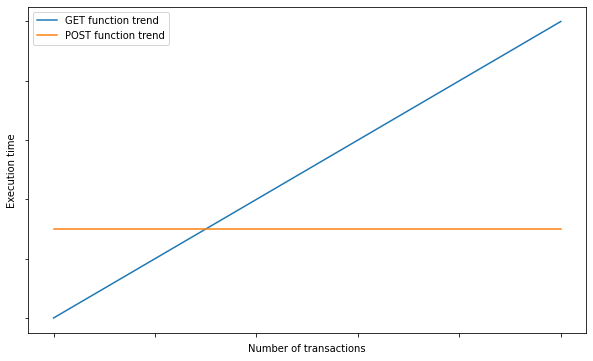 GET function trend
POST function trend
Execution time
Number of transactions